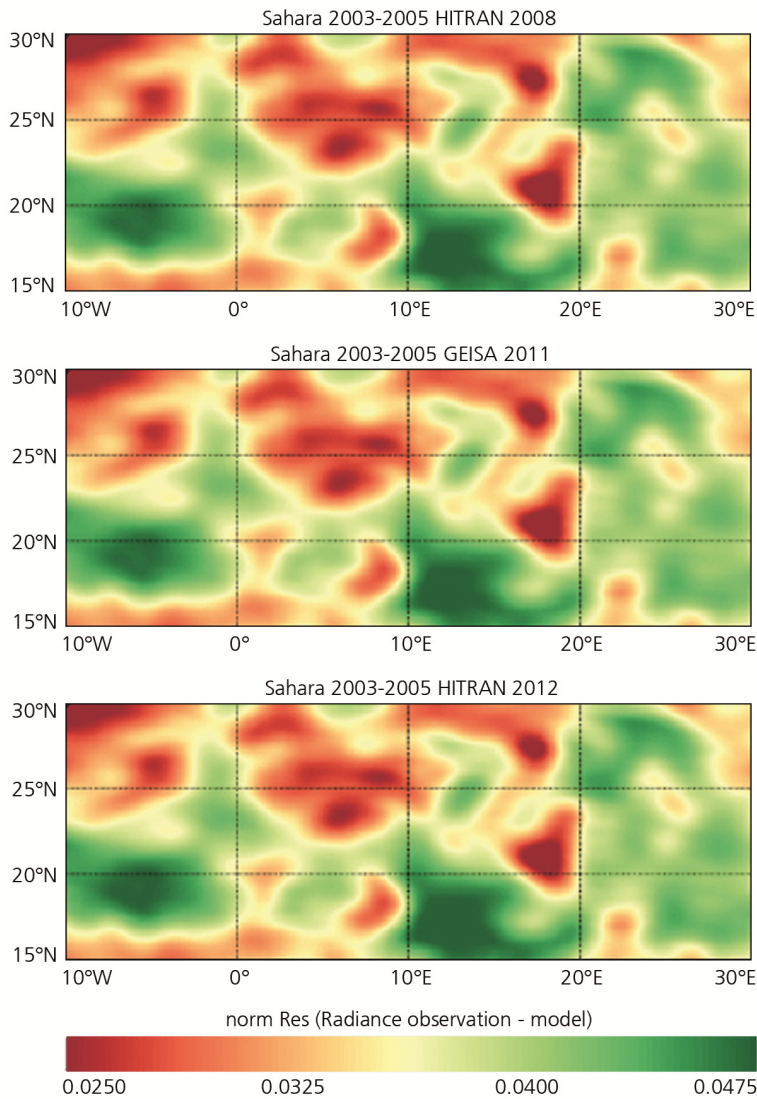 Sahara 2003-2005 HITRAN 2008
30°N
25°N
20°N
15°N
10°W 0° 10°E 20°E 30°E
Sahara 2003-2005 GEISA 2011
30°N
25°N
20°N
15°N
10°W 0° 10°E 20°E 30°E
Sahara 2003-2005 HITRAN 2012
30°N
25°N
20°N
15°N
10°W 0° 10°E 20°E 30°E
norm Res (Radiance observation - model)
0.0250 0.0325 0.0400 0.0475